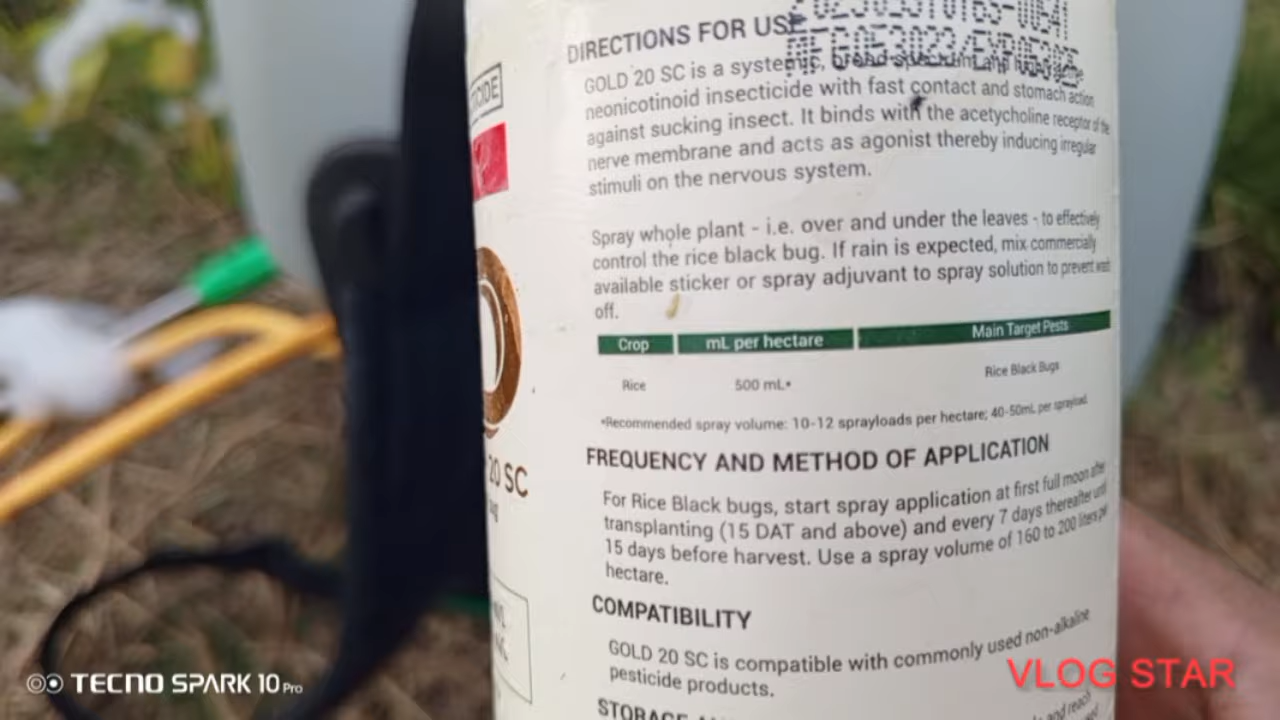 DIRECTIONS FOR USE
GOLD 20 SC is a systemic, broad-spectrum and
neonicotinoid insecticide with fast contact and stomach action
against sucking insect. It binds with the acetycholine receptor of the
nerve membrane and acts as agonist thereby inducing irregular
stimuli on the nervous system.
Spray whole plant - i.e. over and under the leaves - to effectively
control the rice black bug. If rain is expected, mix commercially
available sticker or spray adjuvant to spray solution to prevent wash
off.
Crop mL per hectare Main Target Pests
Rice 500 mL* Rice Black Bugs
*Recommended spray volume: 10-12 sprayloads per hectare; 40-50mL per sprayload.
20 SC
FREQUENCY AND METHOD OF APPLICATION
For Rice Black bugs, start spray application at first full moon after
transplanting (15 DAT and above) and every 7 days thereafter until
15 days before harvest. Use a spray volume of 160 to 200 liters per
hectare.
COMPATIBILITY
GOLD 20 SC is compatible with commonly used non-alkaline
pesticide products.
STORAGE
and reach
TECNO SPARK 10 Pro
VLOG STAR